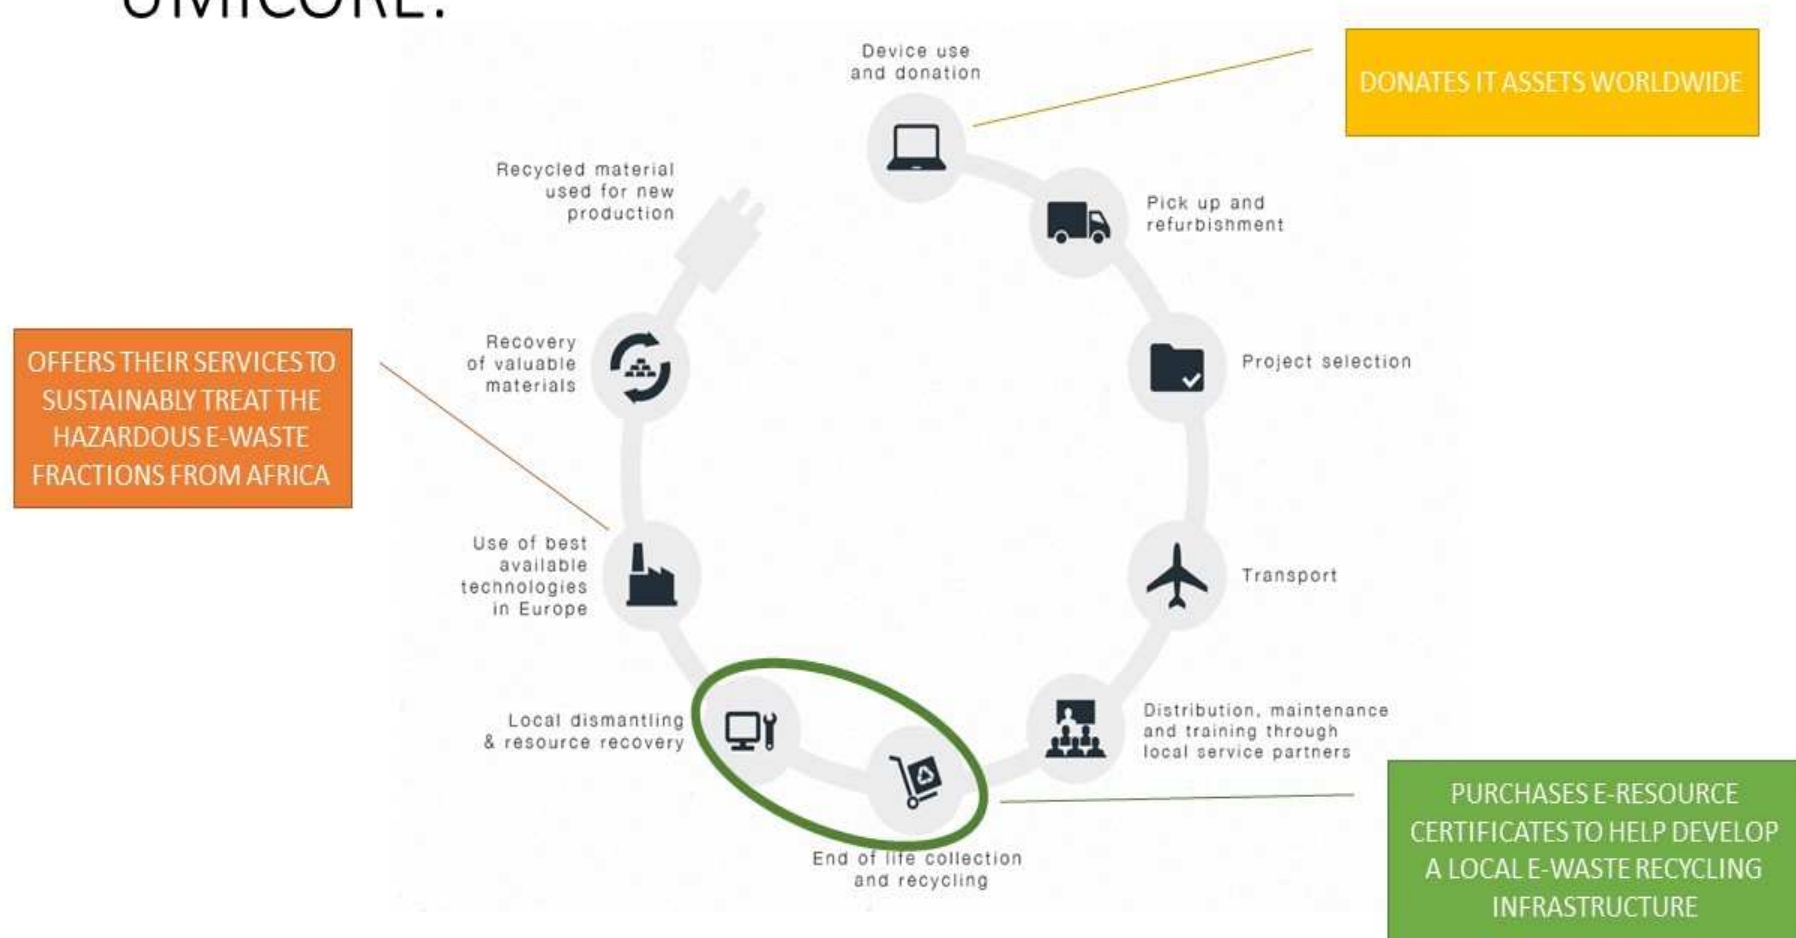 UMICORE:
Device use
and donation
DONATES IT ASSETS WORLDWIDE
Recycled material
used for new
production
Pick up and
refurbishment
OFFERS THEIR SERVICES TO
SUSTAINABLY TREAT THE
HAZARDOUS E-WASTE
FRACTIONS FROM AFRICA
Recovery
of valuable
materials
Project selection
Use of best
available
technologies
in Europe
Transport
Local dismantling
& resource recovery
Distribution, maintenance
and training through
local service partners
End of life collection
and recycling
PURCHASES E-RESOURCE
CERTIFICATES TO HELP DEVELOP
A LOCAL E-WASTE RECYCLING
INFRASTRUCTURE